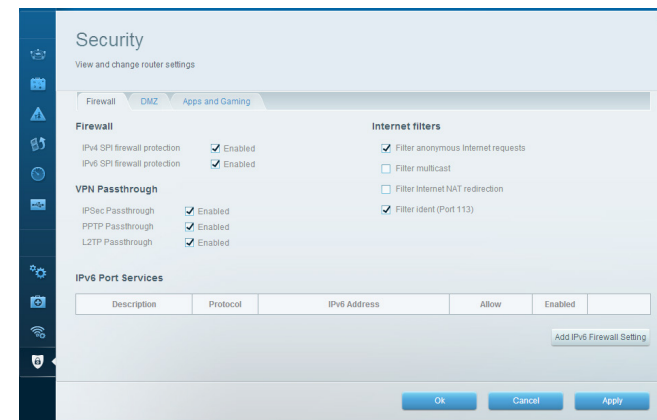 Security
View and change router settings
Firewall DMZ Apps and Gaming
Firewall
IPv4 SPI firewall protection Enabled
IPv6 SPI firewall protection Enabled
VPN Passthrough
IPSec Passthrough Enabled
PPTP Passthrough Enabled
L2TP Passthrough Enabled
Internet filters
Filter anonymous Internet requests
Filter multicast
Filter Internet NAT redirection
Filter ident (Port 113)
IPv6 Port Services
Description Protocol IPv6 Address Allow Enabled
Add IPv6 Firewall Setting
Ok Cancel Apply